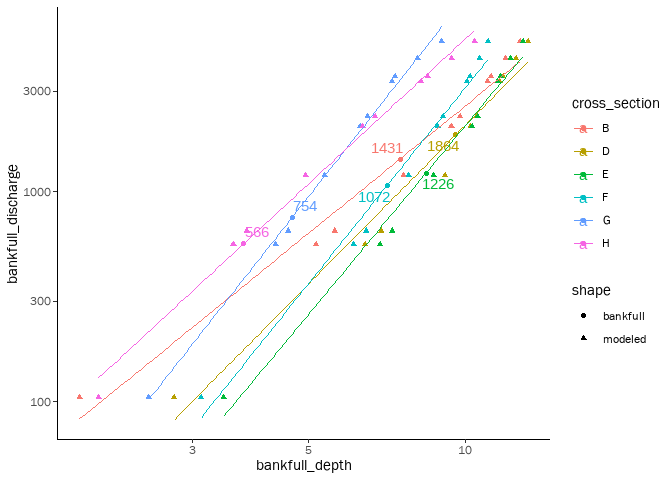 3000
1000
300
100
bankfull_discharge
1431
1864
1072
1226
754
566
3
5
10
bankfull_depth
cross_section
a B
a D
a E
a F
a G
a H
shape
bankfull
modeled